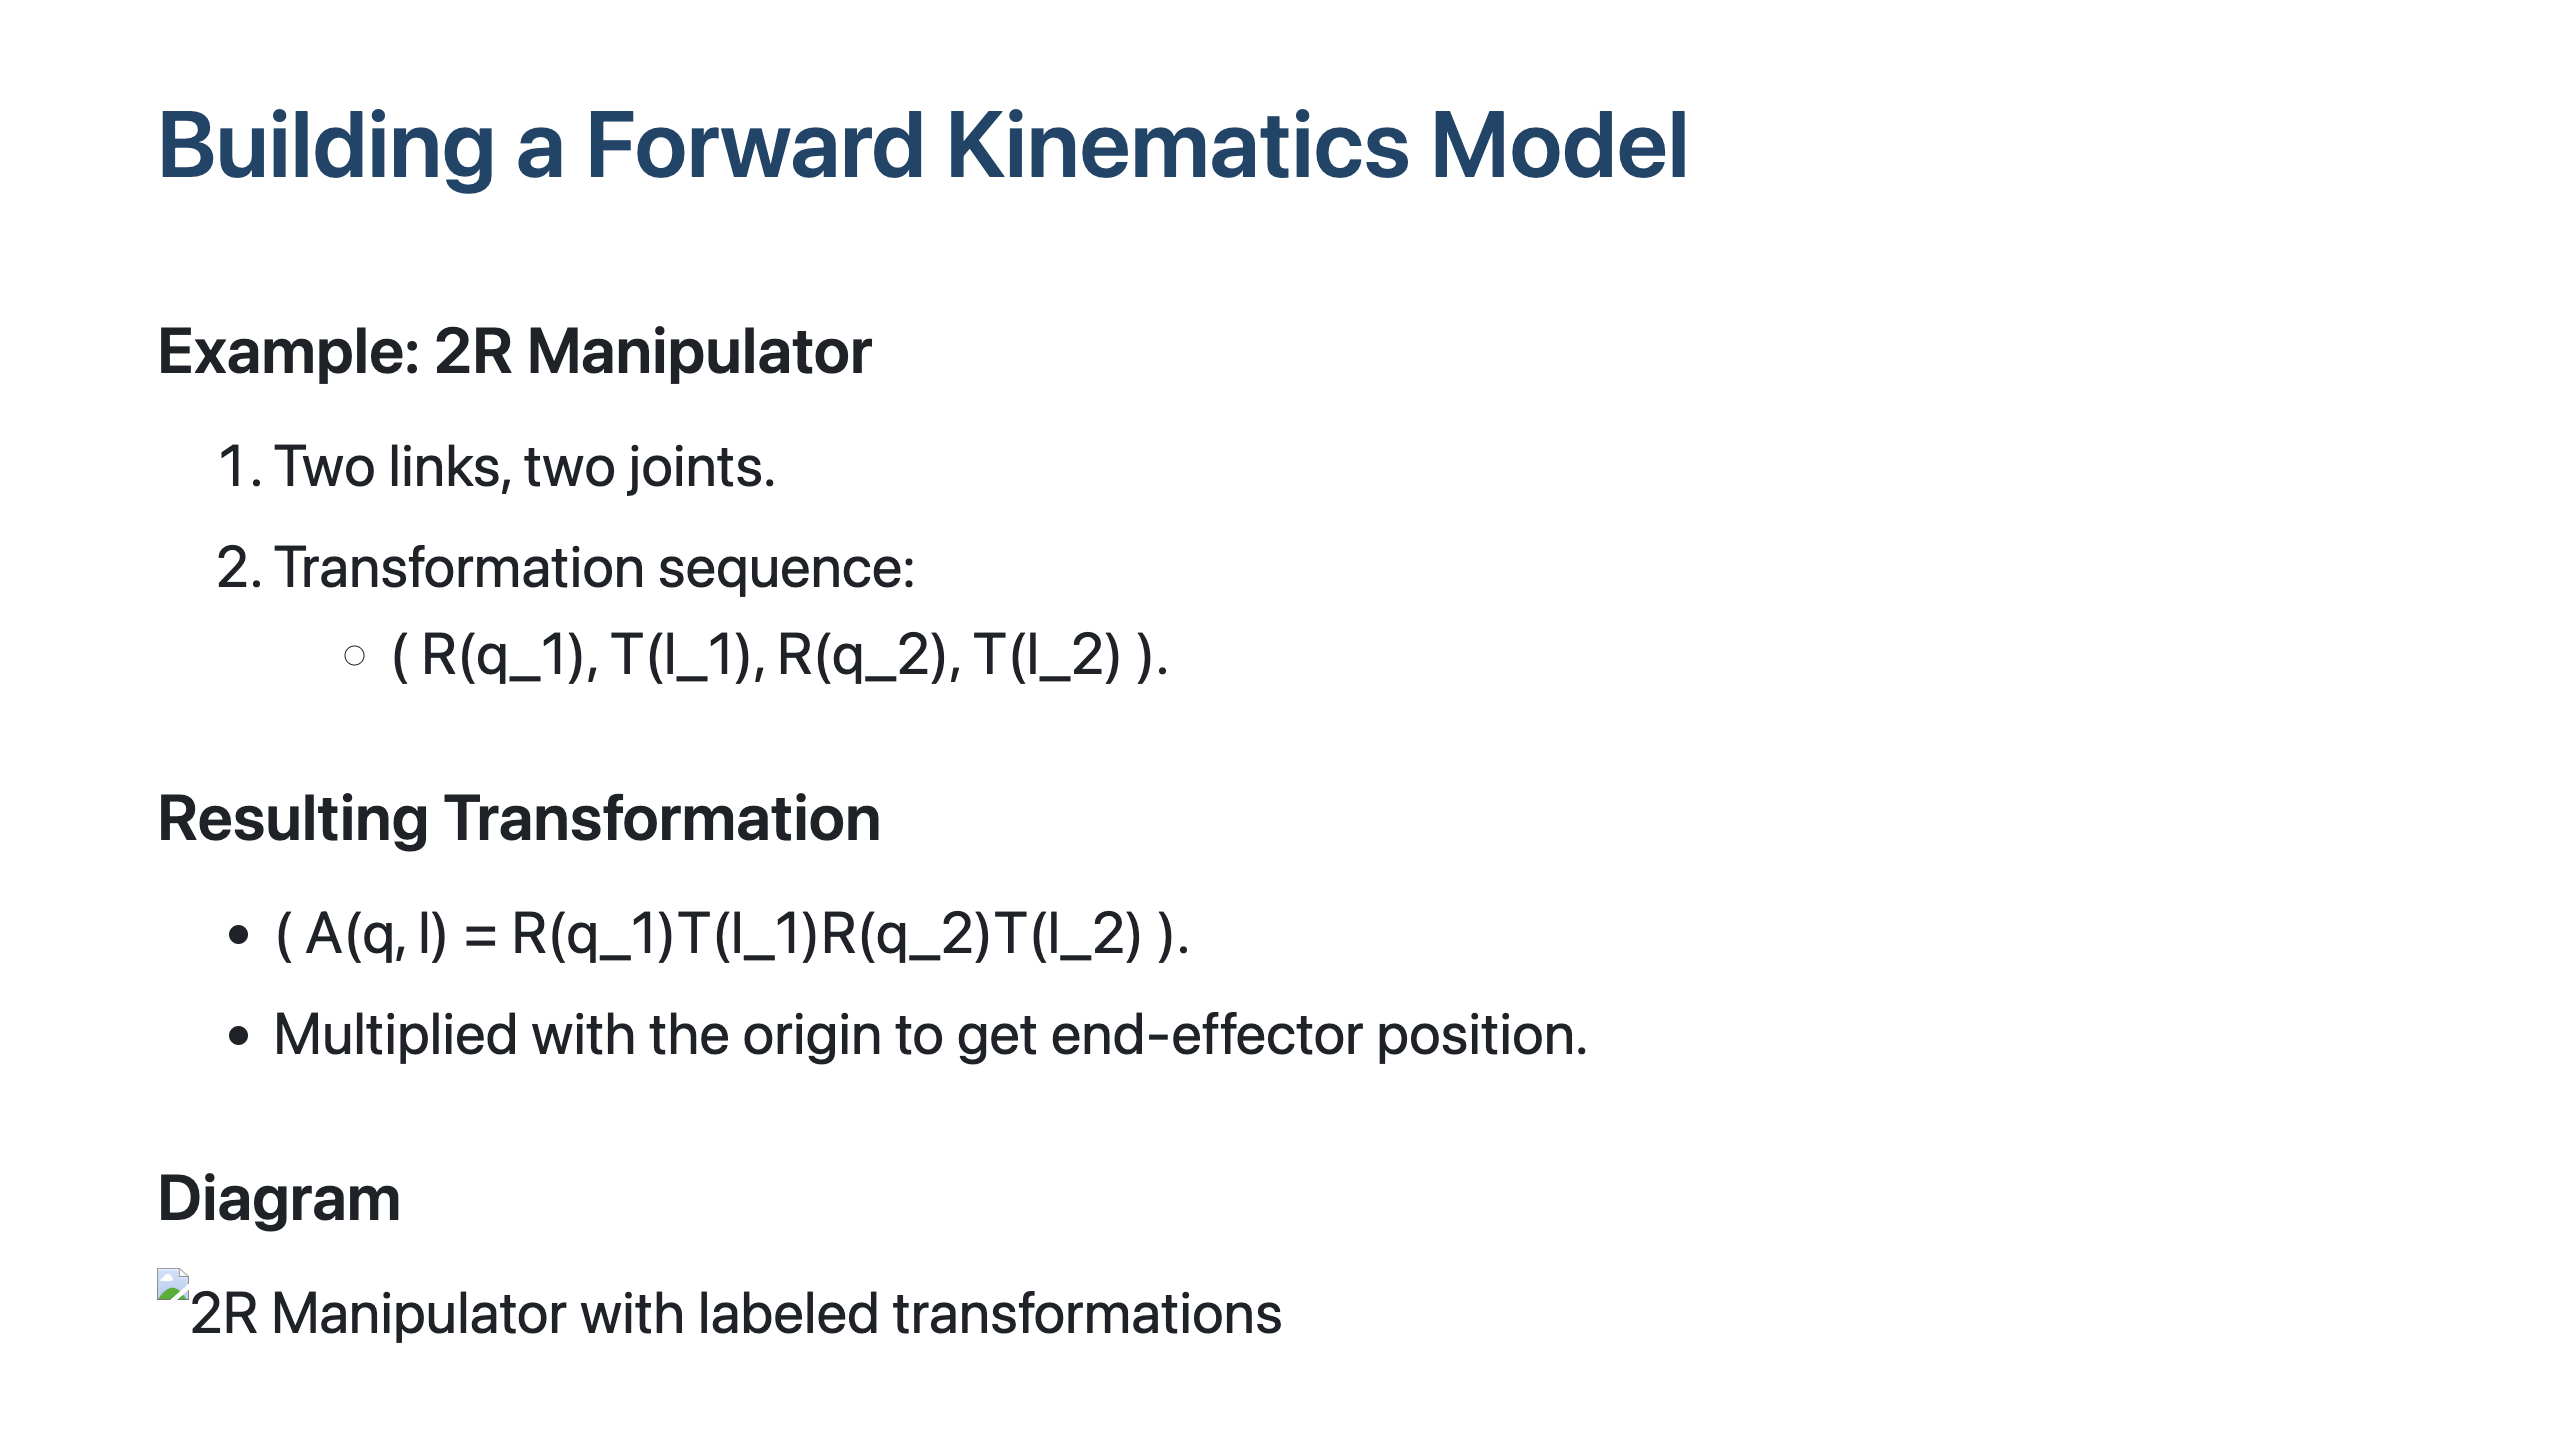 Building a Forward Kinematics Model
Example: 2R Manipulator
1. Two links, two joints.
2. Transformation sequence:
○ ( R(q_1), T(l_1), R(q_2), T(l_2) ).
Resulting Transformation
• ( A(q, l) = R(q_1)T(l_1)R(q_2)T(l_2) ).
• Multiplied with the origin to get end-effector position.
Diagram
2R Manipulator with labeled transformations